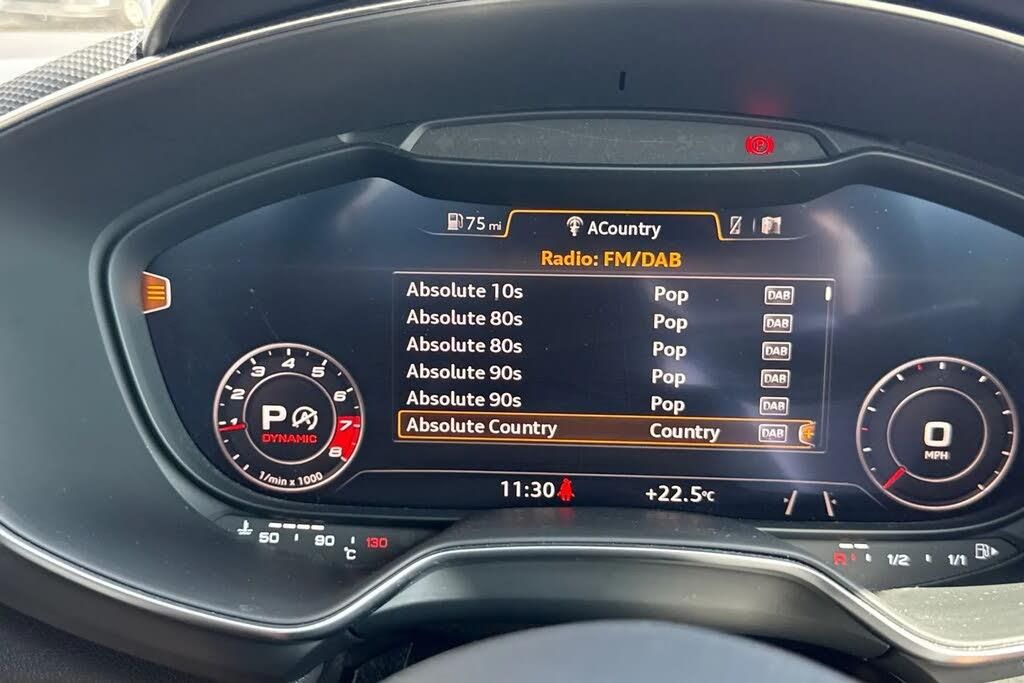 75 mi
ACountry
Radio: FM/DAB
Absolute 10s Pop DAB
Absolute 80s Pop DAB
Absolute 80s Pop DAB
Absolute 90s Pop DAB
Absolute 90s Pop DAB
Absolute Country Country DAB
1 2 3 4 5 6 7 8
P
DYNAMIC
1/min x 1000
0
MPH
11:30
+22.5°C
50 90 130
°C
R 1/2 1/1